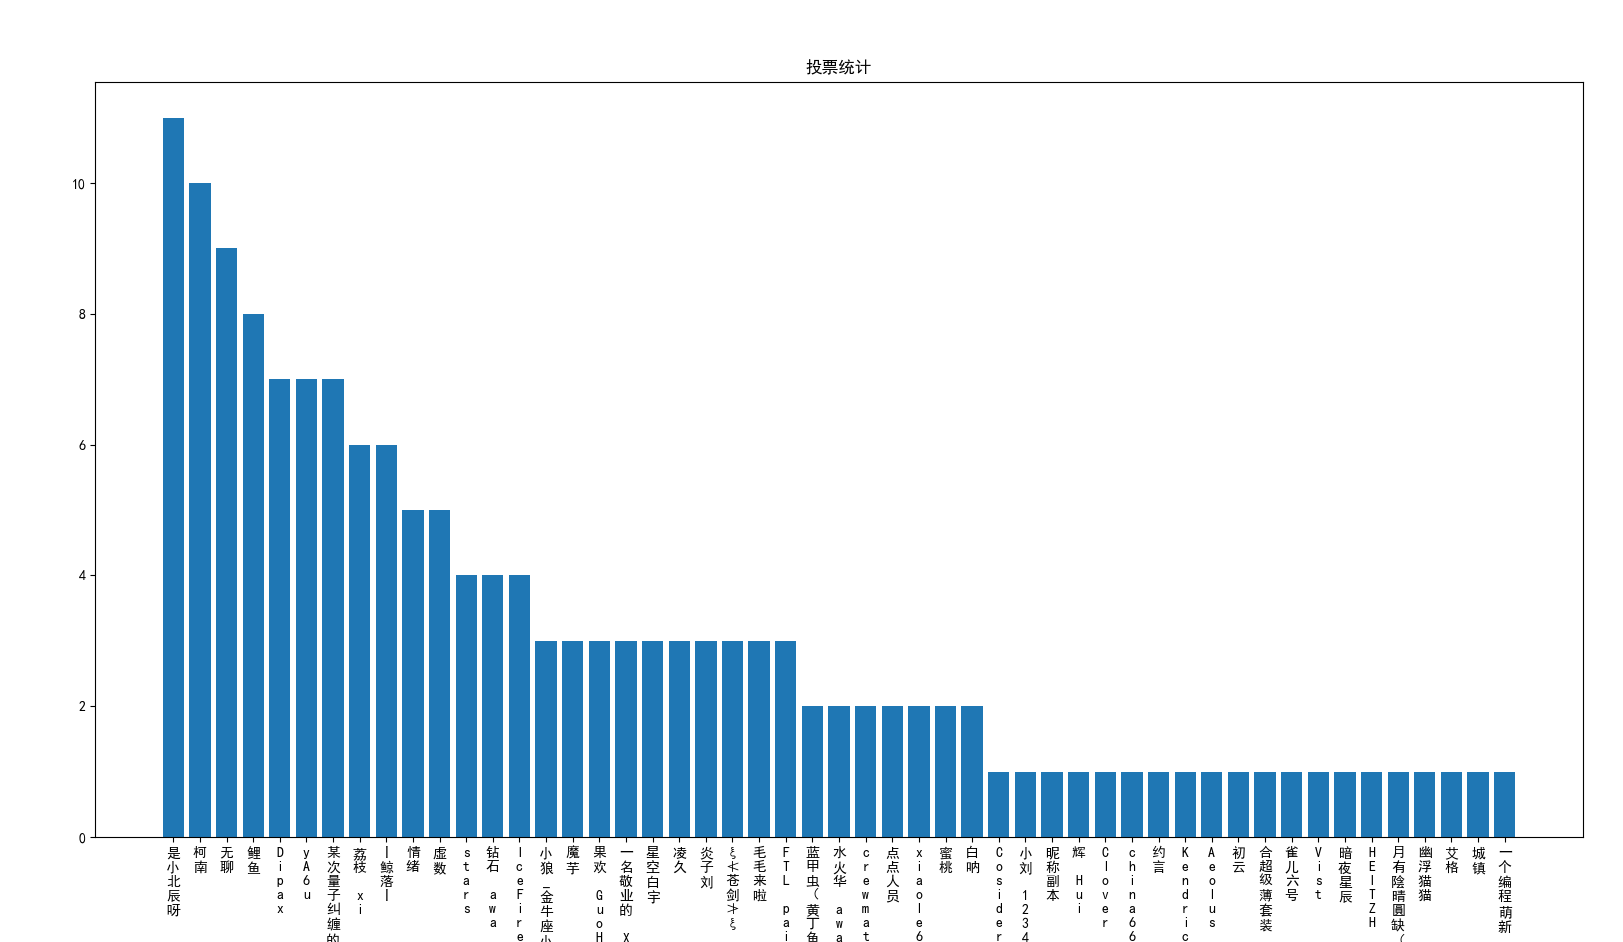 投票统计
10
8
6
4
2
0
是小北辰呀
柯南
无聊
鲤鱼
Dipax
yA6u
某次量子纠缠的
荔枝 xi
丨鲸落丨
情绪
虚数
stars
钻石 awa
IceFire
小狼_金牛座小
魔芋
果欢 GuoH
一名敬业的 X
星空白宇
凌久
炎子刘
ξ
苍剑
ξ
毛毛来啦
FTL pai
蓝甲虫（黄丁鱼
水火华 awa
crewmat
点点人员
xiaole6
蜜桃
白呐
Cosider
小刘 1234
昵称副本
辉 Hui
Clover
china66
约言
Kendric
Aeolus
初云
合超级薄套装
雀儿六号
Vist
暗夜星辰
HEITZH
月有陰晴圓缺（
幽浮猫猫
艾格
城镇
一个编程萌新